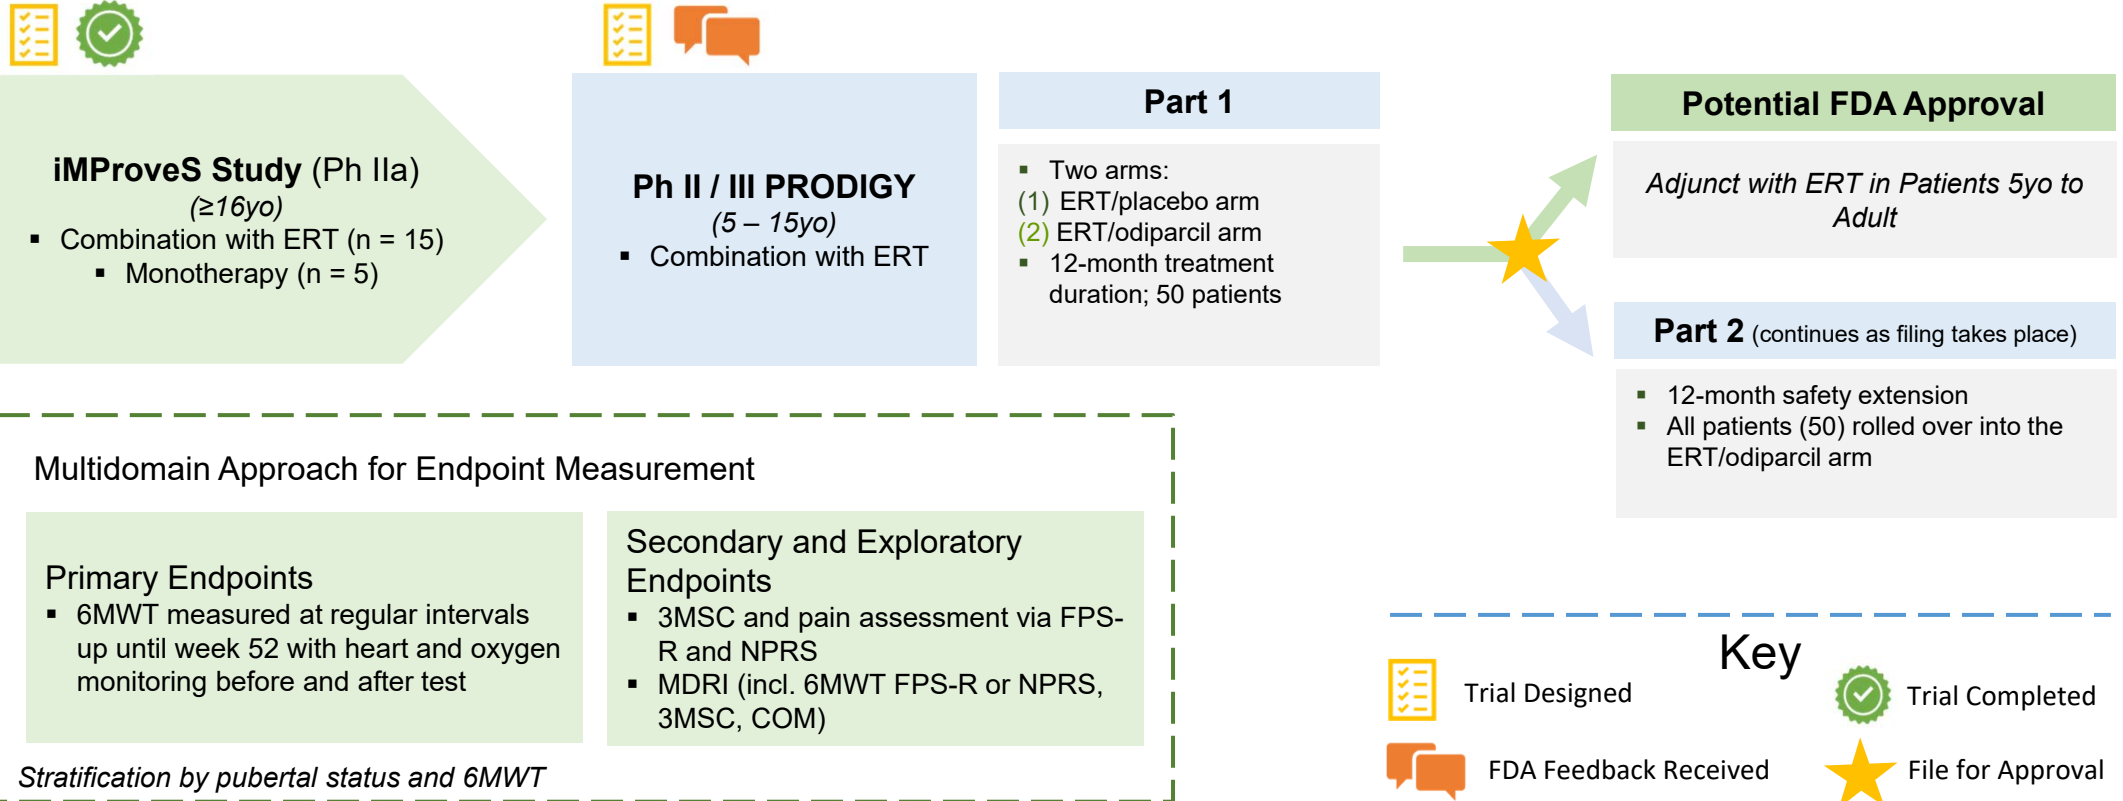 iMProveS Study (Ph IIa)
(≥16yo)
▪ Combination with ERT (n = 15)
▪ Monotherapy (n = 5)
Ph II / III PRODIGY
(5 – 15yo)
▪ Combination with ERT
Part 1
▪ Two arms:
(1) ERT/placebo arm
(2) ERT/odiparcil arm
▪ 12-month treatment
duration; 50 patients
Potential FDA Approval
Adjunct with ERT in Patients 5yo to
Adult
Part 2 (continues as filing takes place)
▪ 12-month safety extension
▪ All patients (50) rolled over into the
ERT/odiparcil arm
Multidomain Approach for Endpoint Measurement
Primary Endpoints
▪ 6MWT measured at regular intervals
up until week 52 with heart and oxygen
monitoring before and after test
Secondary and Exploratory
Endpoints
▪ 3MSC and pain assessment via FPS-
R and NPRS
▪ MDRI (incl. 6MWT FPS-R or NPRS,
3MSC, COM)
Stratification by pubertal status and 6MWT
Key
Trial Designed
Trial Completed
FDA Feedback Received
File for Approval